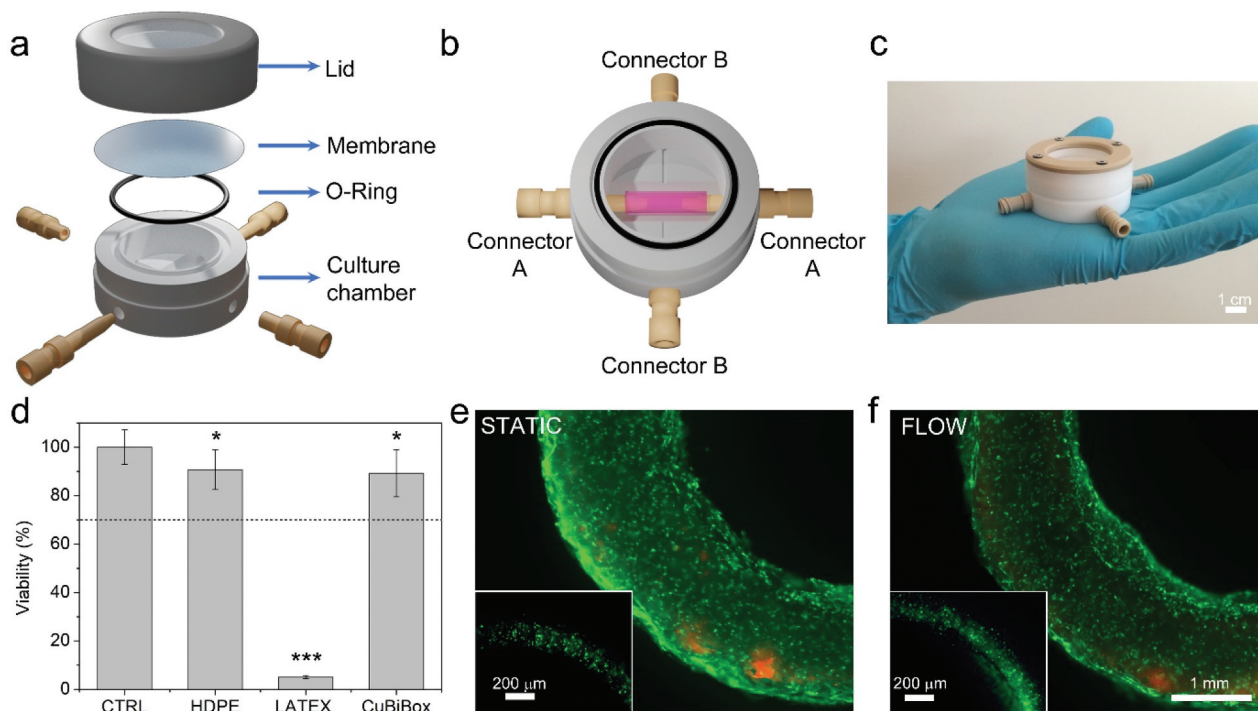 a
Lid
Membrane
O-Ring
Culture
chamber
b
Connector B
Connector
A
Connector
A
Connector B
c
1 cm
d
Viability (%)
100
80
60
40
20
0
*
***
*
CTRL
HDPE
LATEX
CuBiBox
e
STATIC
200 µm
f
FLOW
200 µm
1 mm